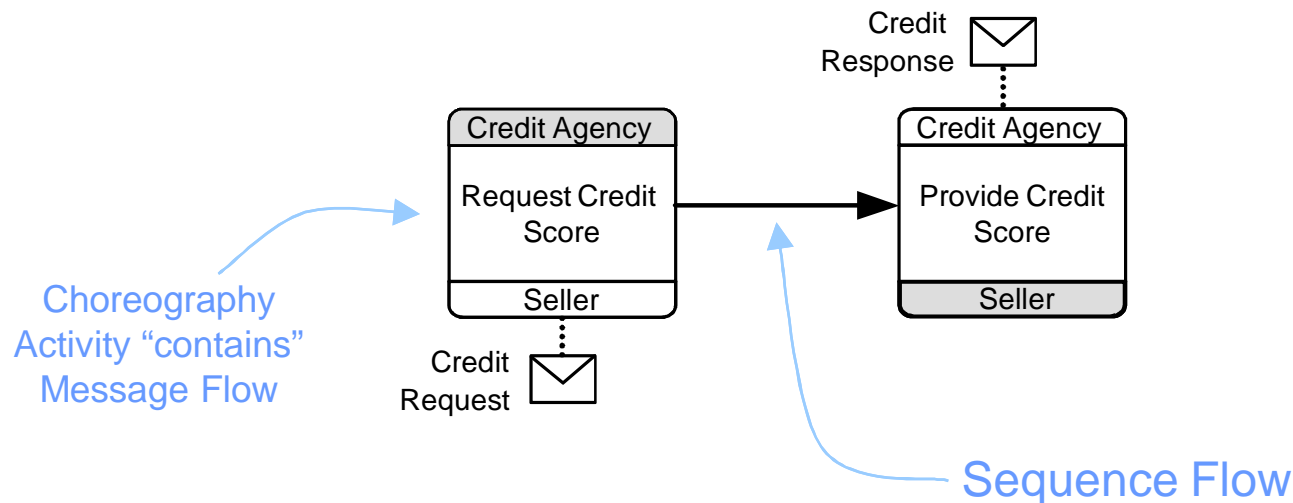 Credit
Response
Credit Agency
Request Credit
Score
Seller
Credit
Request
Credit Agency
Provide Credit
Score
Seller
Choreography
Activity “contains”
Message Flow
Sequence Flow